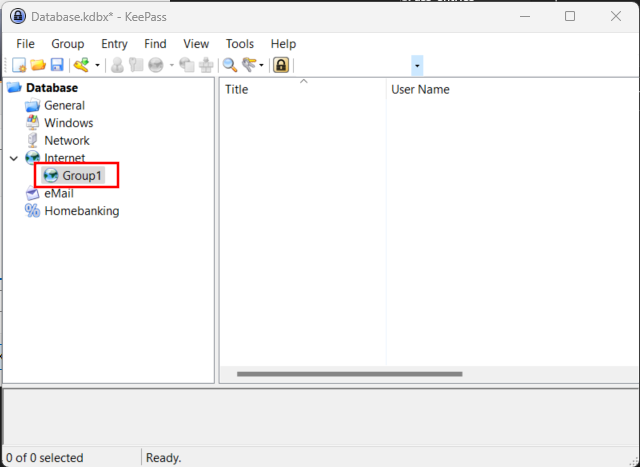 Database.kdbx* - KeePass
File Group Entry Find View Tools Help
Database
General
Windows
Network
Internet
Group1
eMail
Homebanking
Title User Name
0 of 0 selected Ready.